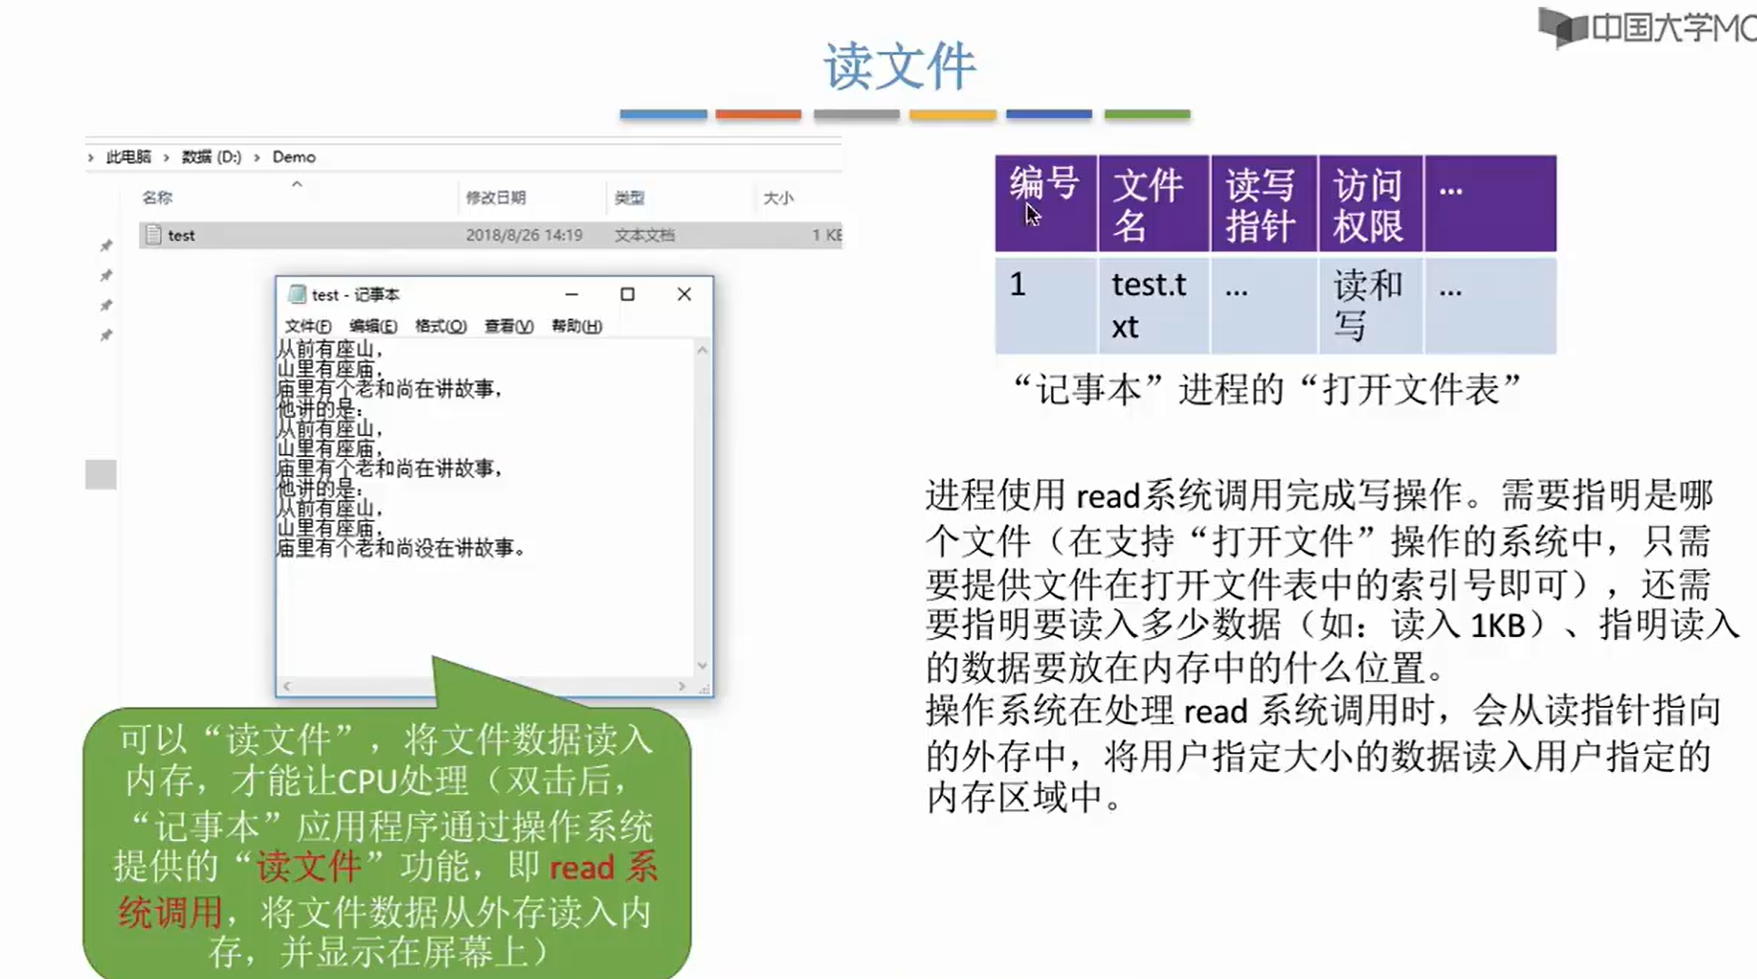 中国大学MO
读文件
此电脑 › 数据 (D:) › Demo
名称 修改日期 类型 大小
test 2018/8/26 14:19 文本文档 1 KB
test - 记事本
文件(F) 编辑(E) 格式(O) 查看(V) 帮助(H)
从前有座山，
山里有座庙，
庙里有个老和尚在讲故事，
他讲的是：
从前有座山，
山里有座庙，
庙里有个老和尚在讲故事，
他讲的是：
从前有座山，
山里有座庙，
庙里有个老和尚没在讲故事。
可以“读文件”，将文件数据读入
内存，才能让CPU处理（双击后，
“记事本”应用程序通过操作系统
提供的“读文件”功能，即 read 系
统调用，将文件数据从外存读入内
存，并显示在屏幕上）
编号 文件名 读写指针 访问权限 ...
1 test.txt ... 读和写 ...
“记事本”进程的“打开文件表”
进程使用 read系统调用完成写操作。需要指明是哪
个文件（在支持“打开文件”操作的系统中，只需
要提供文件在打开文件表中的索引号即可），还需
要指明要读入多少数据（如：读入 1KB）、指明读入
的数据要放在内存中的什么位置。
操作系统在处理 read 系统调用时，会从读指针指向
的外存中，将用户指定大小的数据读入用户指定的
内存区域中。